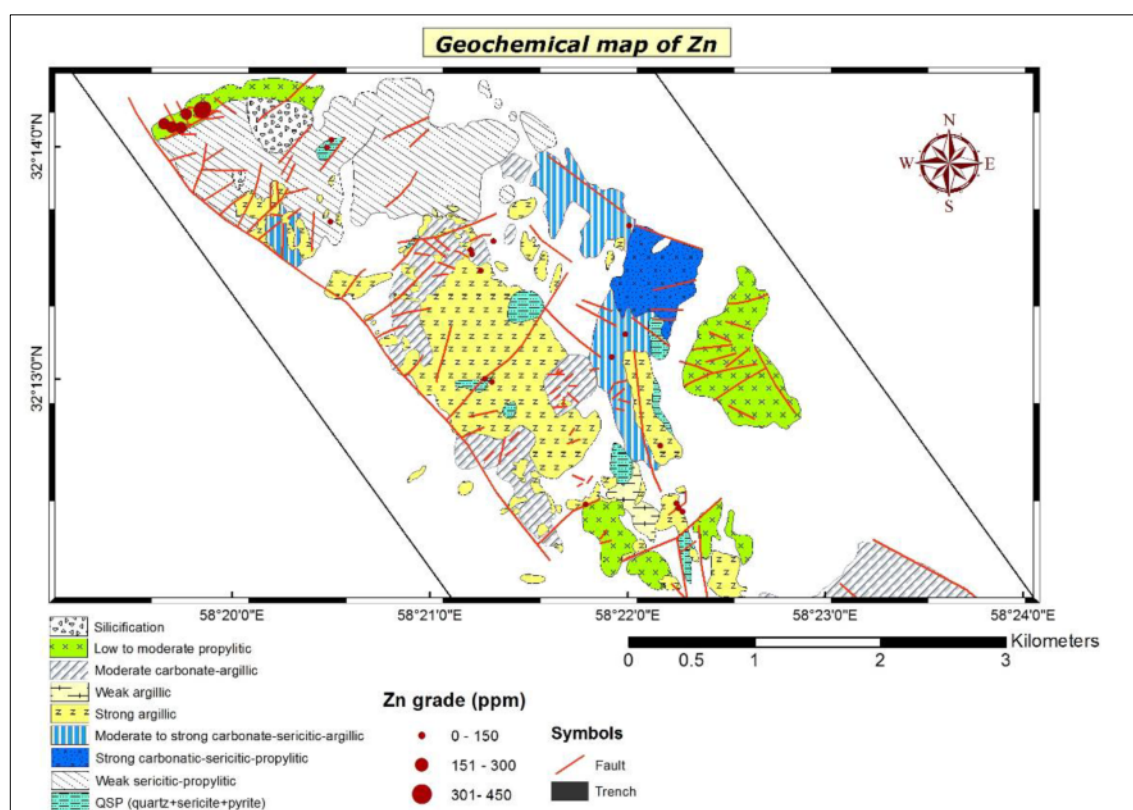 Geochemical map of Zn
32°14'0"N
32°13'0"N
N
W E
S
58°20'0"E 58°21'0"E 58°22'0"E 58°23'0"E 58°24'0"E
Silicification
Low to moderate propylitic
Moderate carbonate-argillic
Weak argillic
Strong argillic
Moderate to strong carbonate-sericitic-argillic
Strong carbonatic-sericitic-propylitic
Weak sericitic-propylitic
QSP (quartz+sericite+pyrite)
Kilometers
0 0.5 1 2 3
Zn grade (ppm)
0 - 150
151 - 300
301- 450
Symbols
Fault
Trench